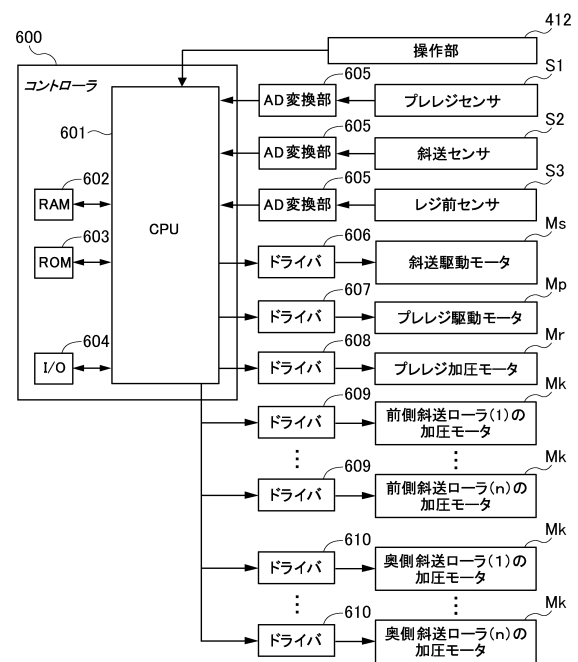 412
600
操作部
コントローラ
605
S1
AD変換部
プレレジセンサ
601
605
S2
AD変換部
斜送センサ
602
605
S3
RAM
AD変換部
レジ前センサ
CPU
603
606
Ms
ROM
ドライバ
斜送駆動モータ
607
Mp
ドライバ
プレレジ駆動モータ
604
608
Mr
I/O
ドライバ
プレレジ加圧モータ
609
Mk
ドライバ
前側斜送ローラ(1)の
加圧モータ
609
Mk
ドライバ
前側斜送ローラ(n)の
加圧モータ
610
Mk
ドライバ
奥側斜送ローラ(1)の
加圧モータ
610
Mk
ドライバ
奥側斜送ローラ(n)の
加圧モータ